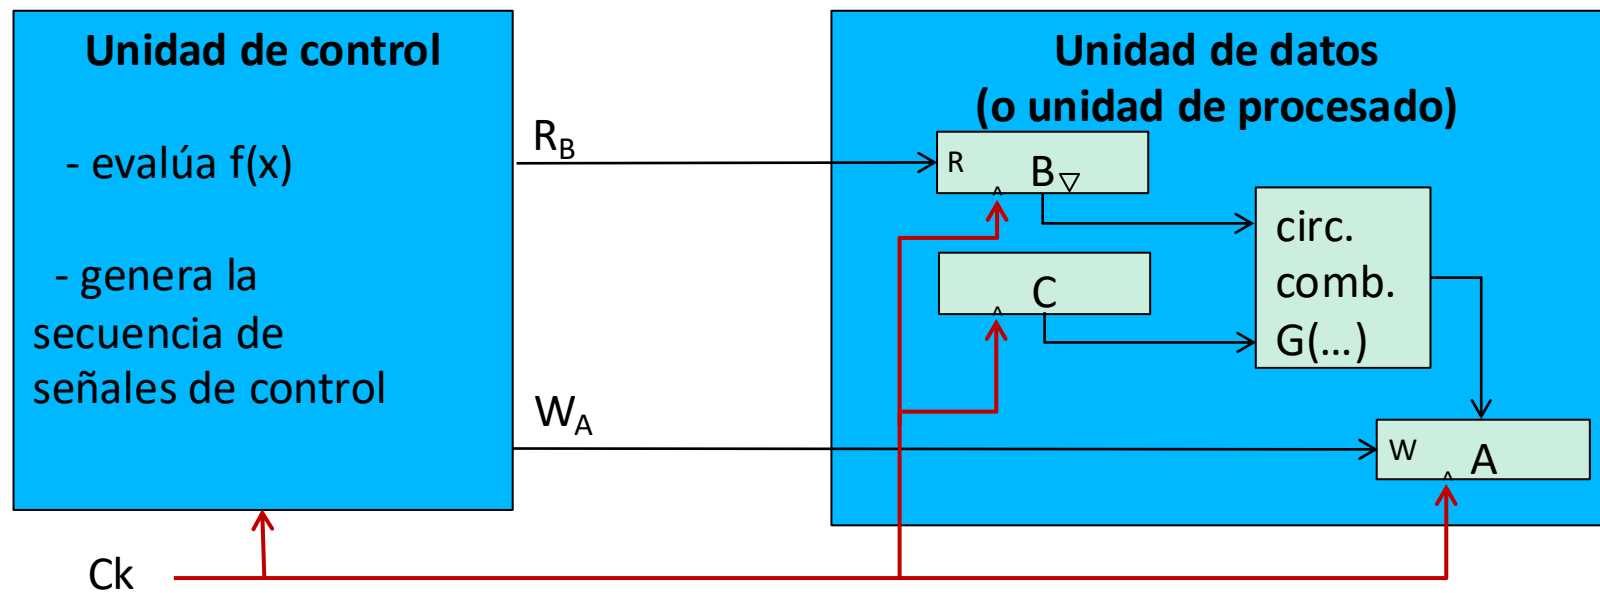 Unidad de control
- evalúa f(x)
- genera la
secuencia de
señales de control
R_B
W_A
Ck
Unidad de datos
(o unidad de procesado)
R B
C
circ.
comb.
G(...)
W A